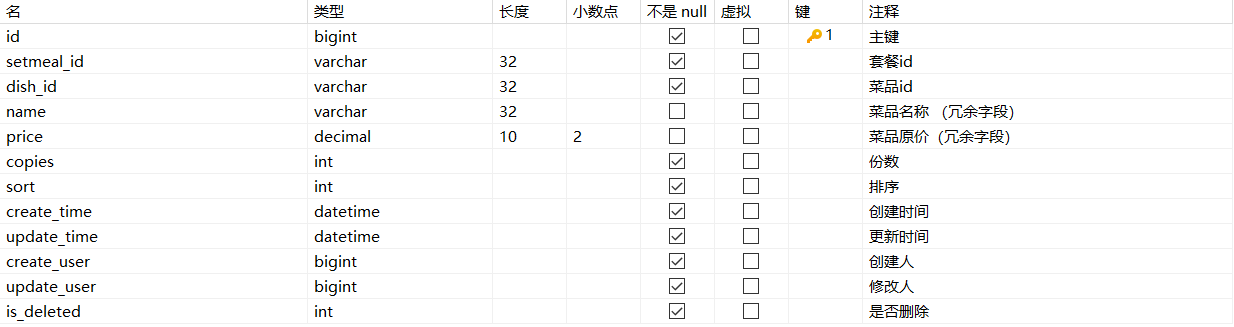 名 类型 长度 小数点 不是 null 虚拟 键 注释
id bigint 1 主键
setmeal_id varchar 32 套餐id
dish_id varchar 32 菜品id
name varchar 32 菜品名称 （冗余字段）
price decimal 10 2 菜品原价（冗余字段）
copies int 份数
sort int 排序
create_time datetime 创建时间
update_time datetime 更新时间
create_user bigint 创建人
update_user bigint 修改人
is_deleted int 是否删除